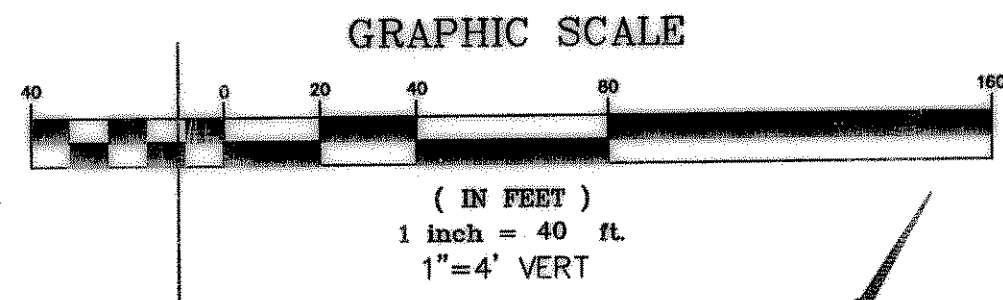 GRAPHIC SCALE
40 0 20 40 80 160
( IN FEET )
1 inch = 40 ft.
1"=4' VERT